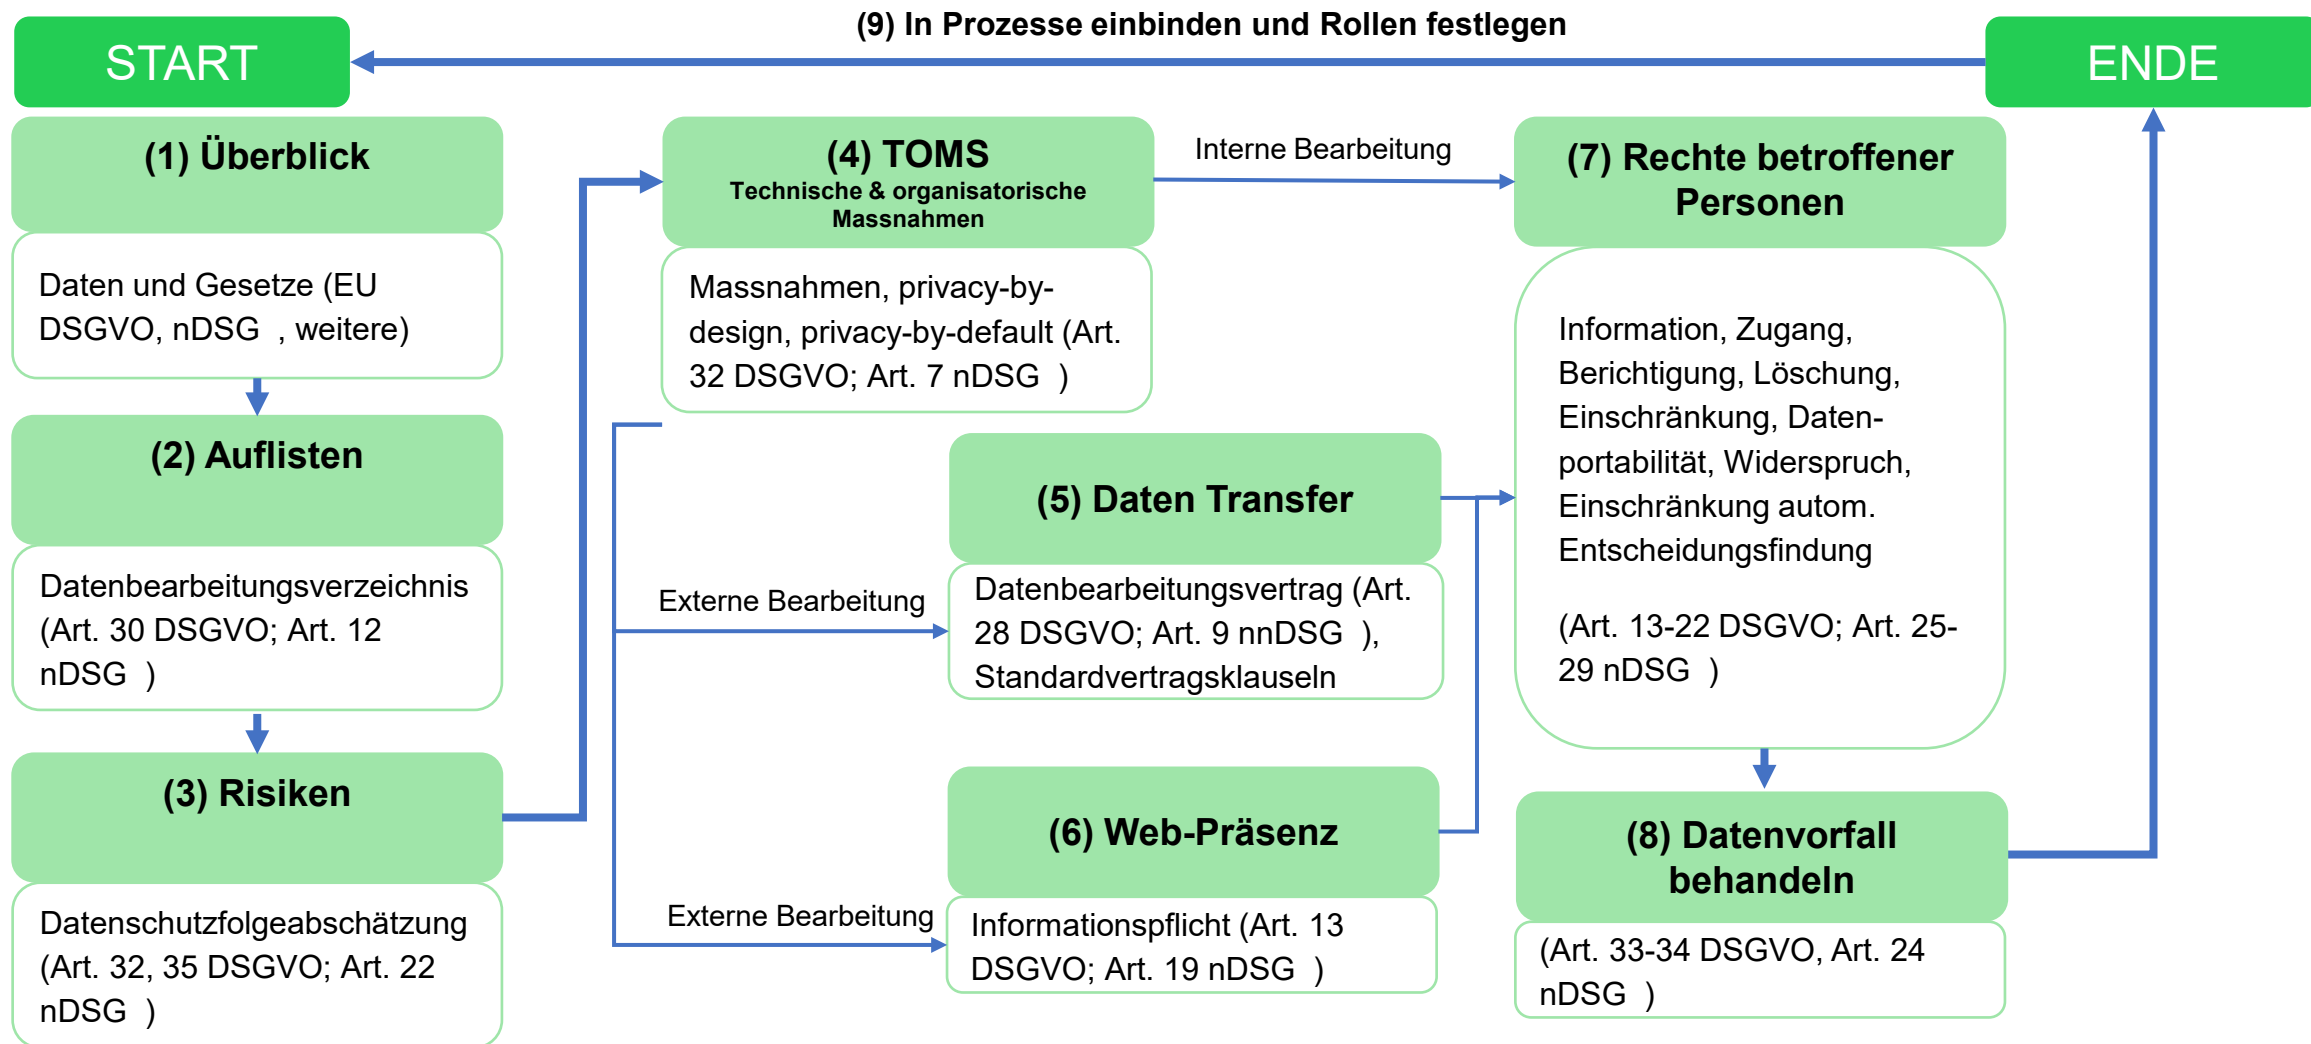 (9) In Prozesse einbinden und Rollen festlegen
START
ENDE
(1) Überblick
Daten und Gesetze (EU
DSGVO, nDSG , weitere)
(2) Auflisten
Datenbearbeitungsverzeichnis
(Art. 30 DSGVO; Art. 12
nDSG )
(3) Risiken
Datenschutzfolgeabschätzung
(Art. 32, 35 DSGVO; Art. 22
nDSG )
(4) TOMS
Technische & organisatorische
Massnahmen
Massnahmen, privacy-by-
design, privacy-by-default (Art.
32 DSGVO; Art. 7 nDSG )
Interne Bearbeitung
Externe Bearbeitung
(5) Daten Transfer
Datenbearbeitungsvertrag (Art.
28 DSGVO; Art. 9 nnDSG ),
Standardvertragsklauseln
Externe Bearbeitung
(6) Web-Präsenz
Informationspflicht (Art. 13
DSGVO; Art. 19 nDSG )
(7) Rechte betroffener
Personen
Information, Zugang,
Berichtigung, Löschung,
Einschränkung, Daten-
portabilität, Widerspruch,
Einschränkung autom.
Entscheidungsfindung
(Art. 13-22 DSGVO; Art. 25-
29 nDSG )
(8) Datenvorfall
behandeln
(Art. 33-34 DSGVO, Art. 24
nDSG )